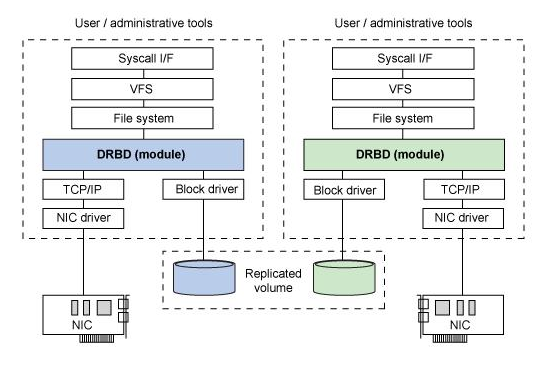 User / administrative tools
Syscall I/F
VFS
File system
DRBD (module)
TCP/IP
Block driver
NIC driver
NIC
User / administrative tools
Syscall I/F
VFS
File system
DRBD (module)
Block driver
TCP/IP
NIC driver
NIC
Replicated
volume